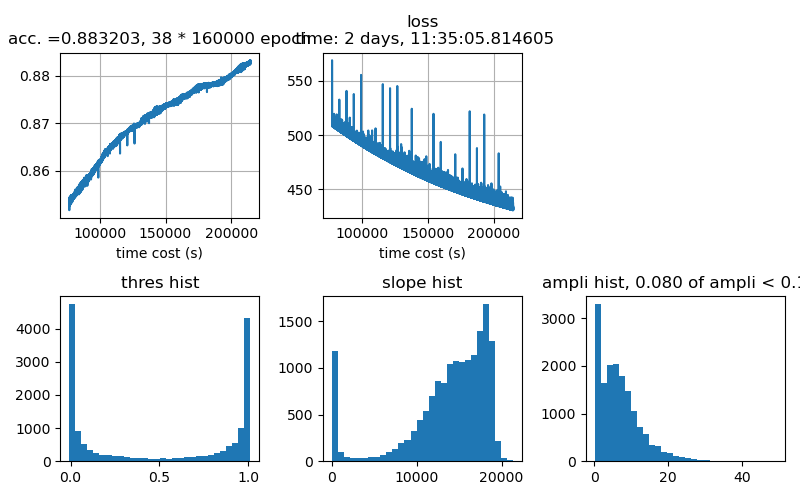 loss
acc. =0.883203, 38 * 160000 epoch
time: 2 days, 11:35:05.814605
0.88
0.87
0.86
100000 150000 200000
time cost (s)
550
500
450
100000 150000 200000
time cost (s)
thres hist
4000
3000
2000
1000
0
0.0 0.5 1.0
slope hist
1500
1000
500
0
0 10000 20000
ampli hist, 0.080 of ampli < 0.1
3000
2000
1000
0
0 20 40